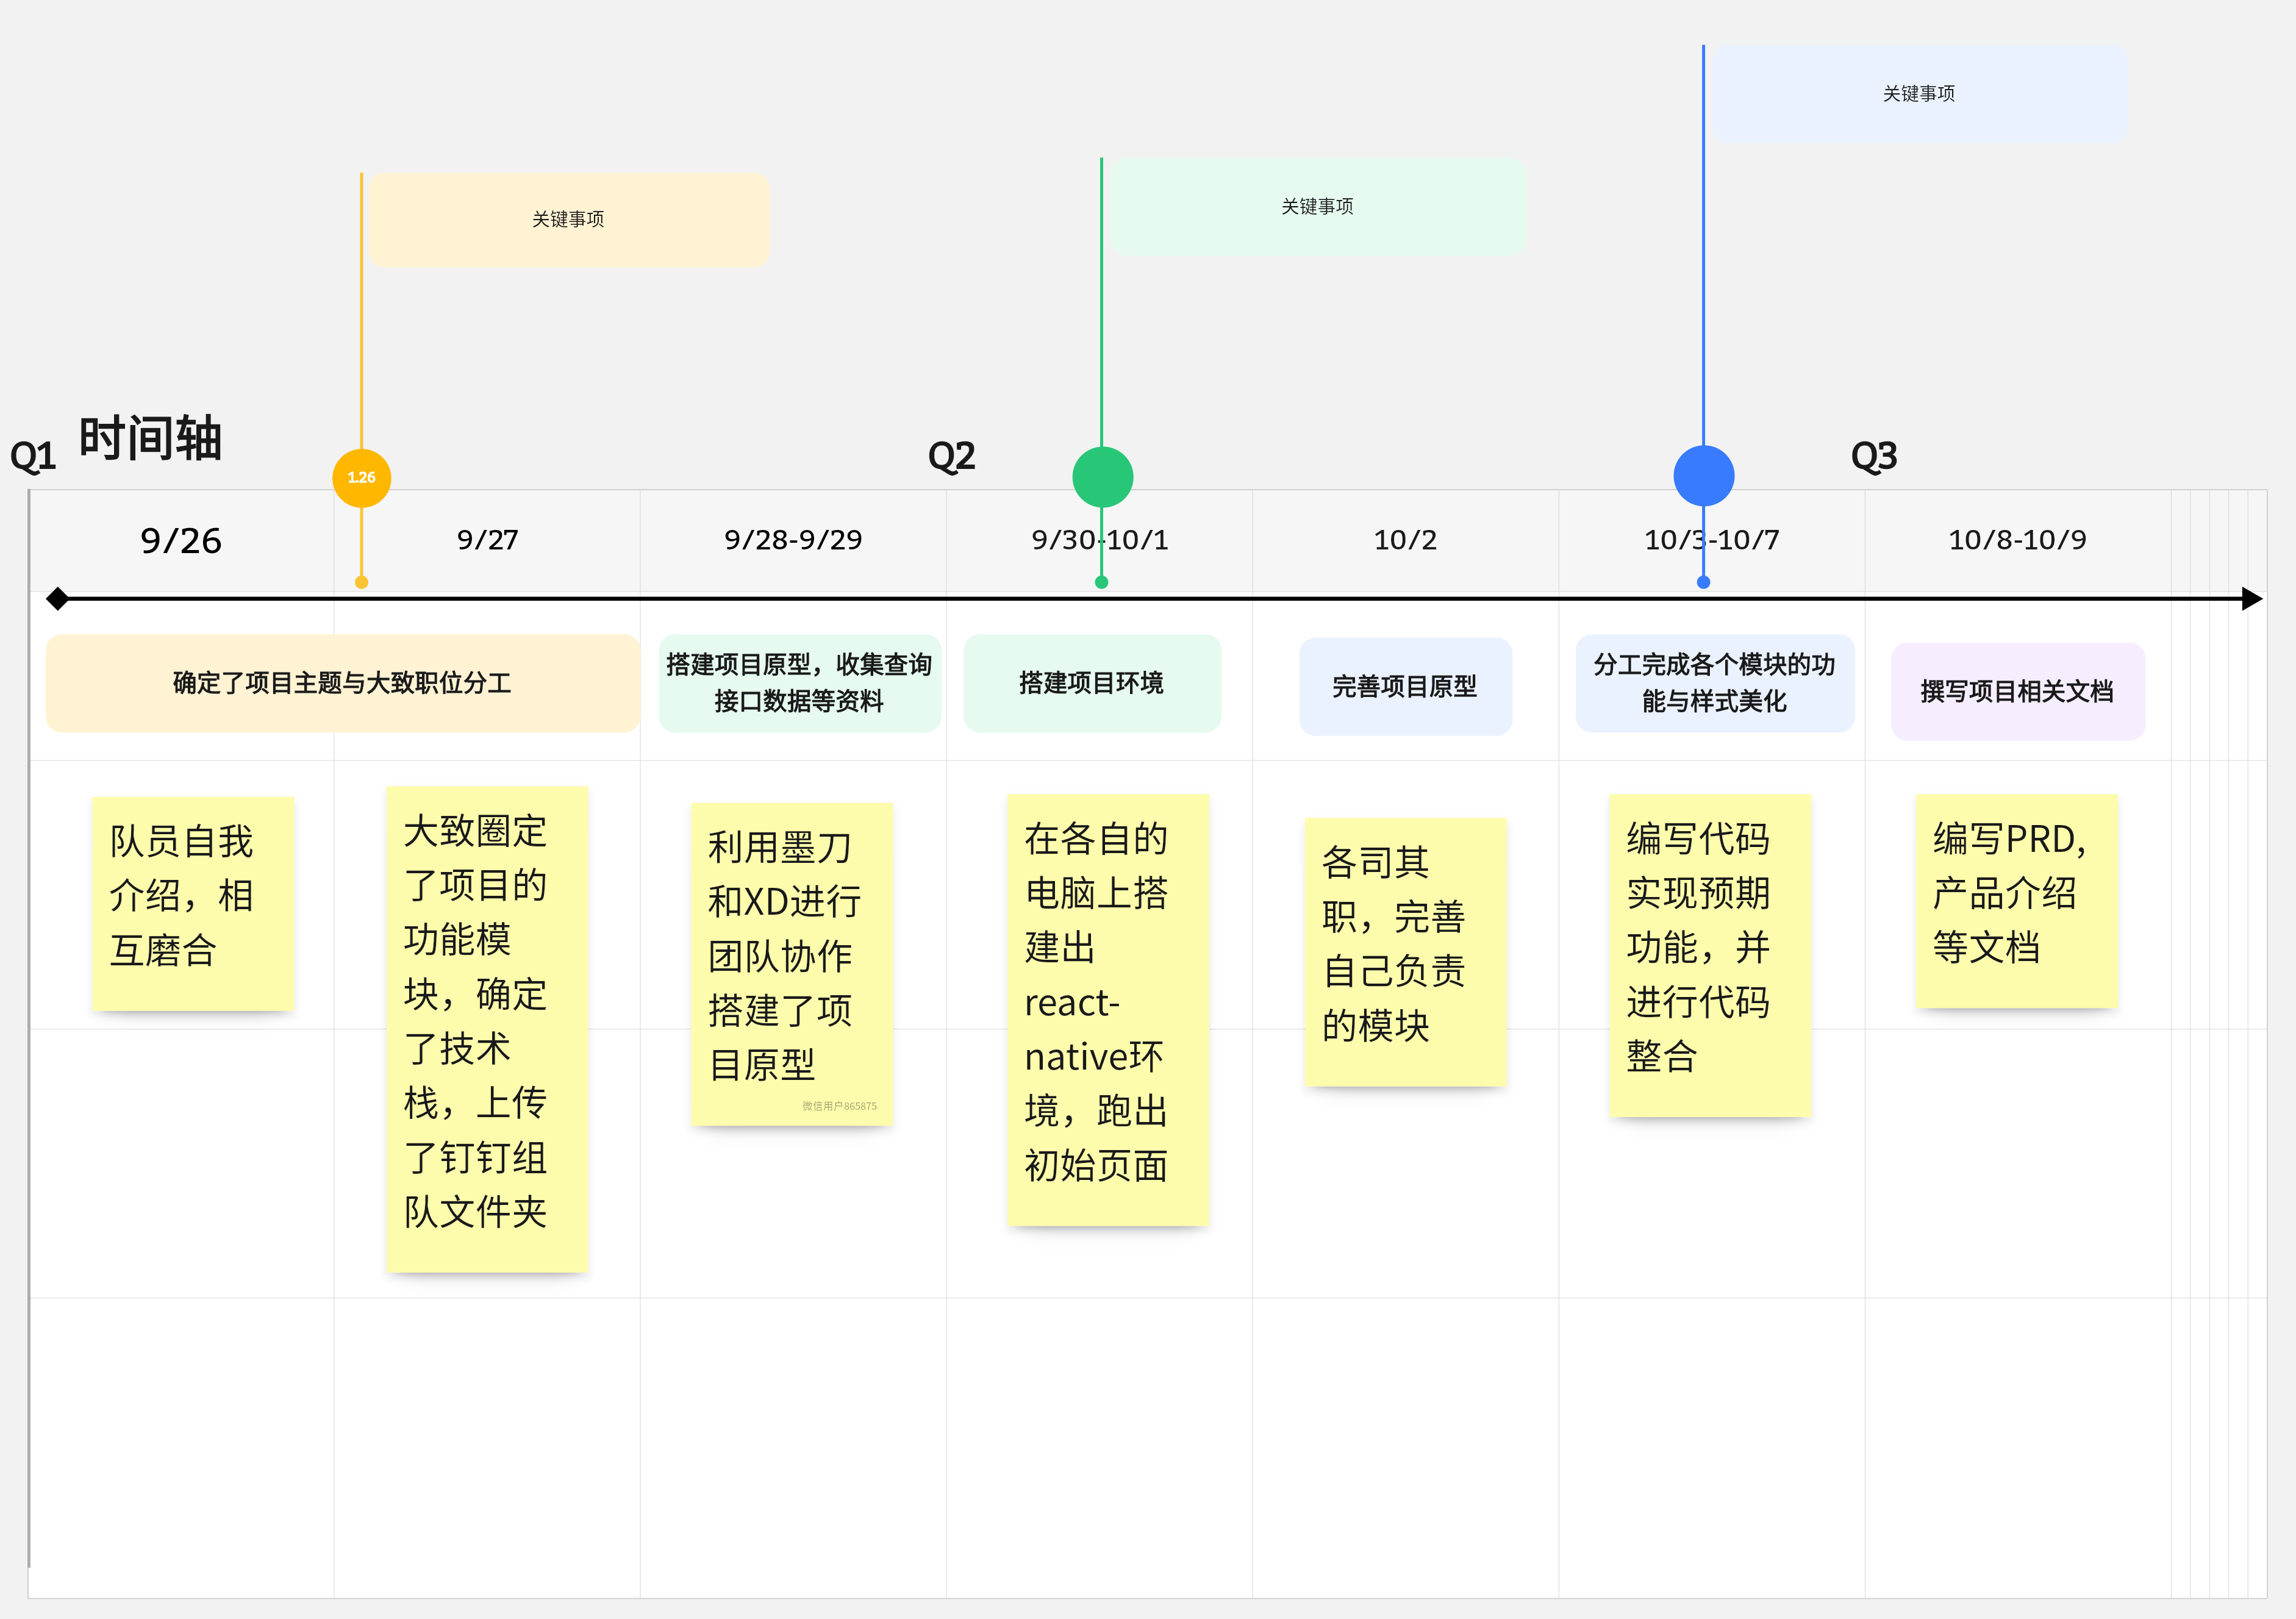 关键事项
关键事项
关键事项
Q1
时间轴
1.26
Q2
Q3
9/26
9/27
9/28-9/29
9/30-10/1
10/2
10/3-10/7
10/8-10/9
确定了项目主题与大致职位分工
搭建项目原型，收集查询
接口数据等资料
搭建项目环境
完善项目原型
分工完成各个模块的功
能与样式美化
撰写项目相关文档
队员自我
介绍，相
互磨合
大致圈定
了项目的
功能模
块，确定
了技术
栈，上传
了钉钉组
队文件夹
利用墨刀
和XD进行
团队协作
搭建了项
目原型
微信用户865875
在各自的
电脑上搭
建出
react-
native环
境，跑出
初始页面
各司其
职，完善
自己负责
的模块
编写代码
实现预期
功能，并
进行代码
整合
编写PRD,
产品介绍
等文档